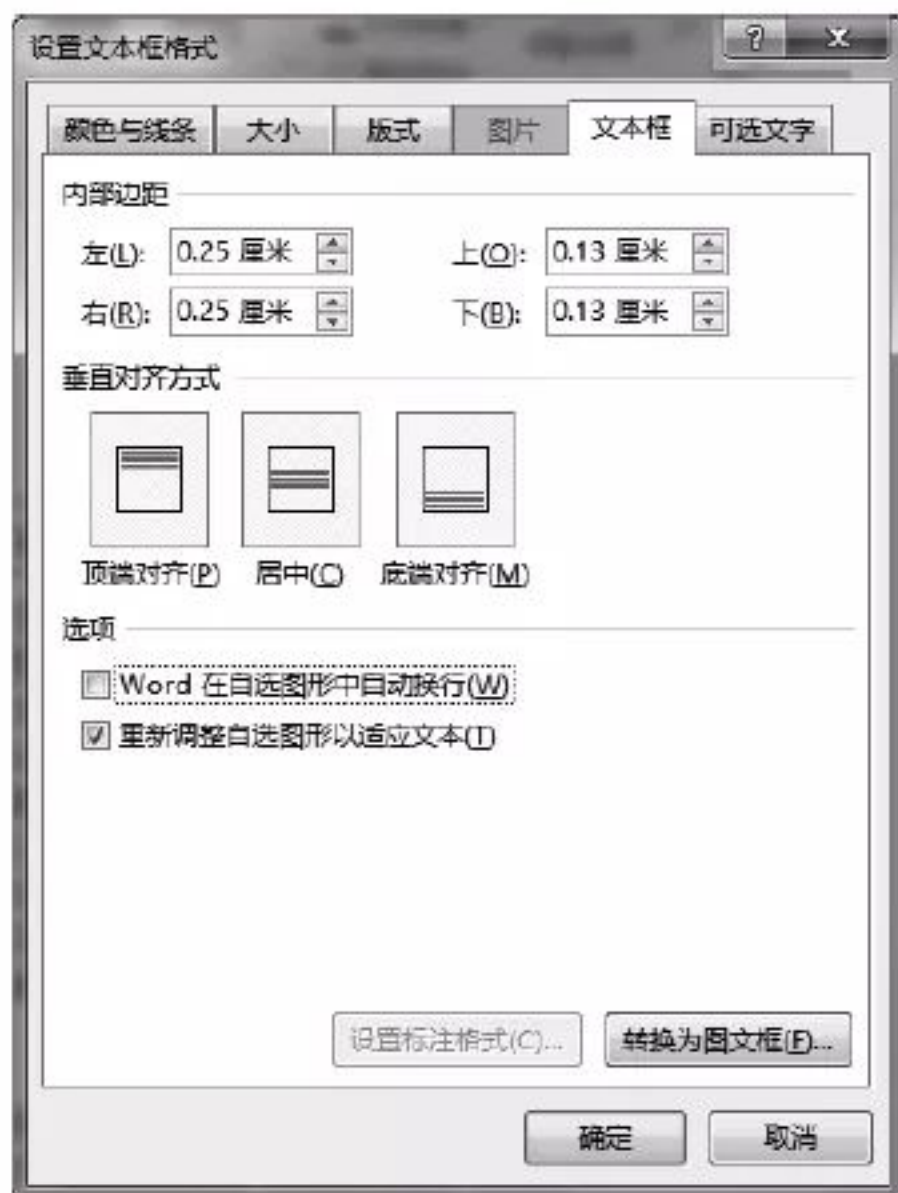 设置文本框格式
颜色与线条 大小 版式 图片 文本框 可选文字
内部边距
左(L): 0.25 厘米 上(O): 0.13 厘米
右(R): 0.25 厘米 下(B): 0.13 厘米
垂直对齐方式
顶端对齐(P) 居中(C) 底端对齐(M)
选项
Word 在自选图形中自动换行(W)
重新调整自选图形以适应文本(T)
设置标注格式(C)... 转换为图文框(F)...
确定 取消